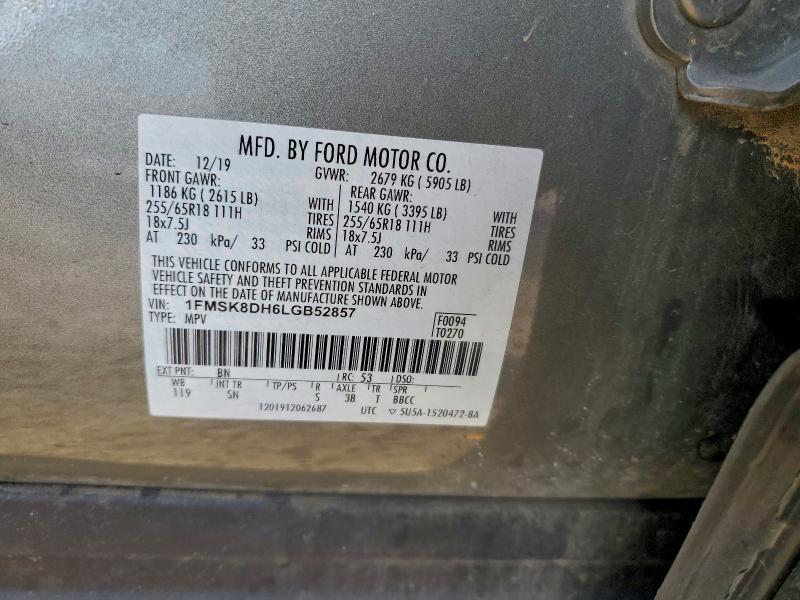 MFD. BY FORD MOTOR CO.
DATE: 12/19 GVWR: 2679 KG ( 5905 LB)
FRONT GAWR: REAR GAWR:
1186 KG ( 2615 LB) WITH 1540 KG ( 3395 LB) WITH
255/65R18 111H TIRES 255/65R18 111H TIRES
18x7.5J RIMS 18x7.5J RIMS
AT 230 kPa/ 33 PSI COLD AT 230 kPa/ 33 PSI COLD
THIS VEHICLE CONFORMS TO ALL APPLICABLE FEDERAL MOTOR
VEHICLE SAFETY AND THEFT PREVENTION STANDARDS IN
EFFECT ON THE DATE OF MANUFACTURE SHOWN ABOVE.
VIN: 1FMSK8DH6LGB52857
TYPE: MPV F0094
T0270
EXT PNT: BN RC: 53 DSO:
WB INT TR TP/PS R AXLE TR SPR
119 SN S 3B T BBCC
1201912062687 UTC ▽ 5U5A-1520472-BA